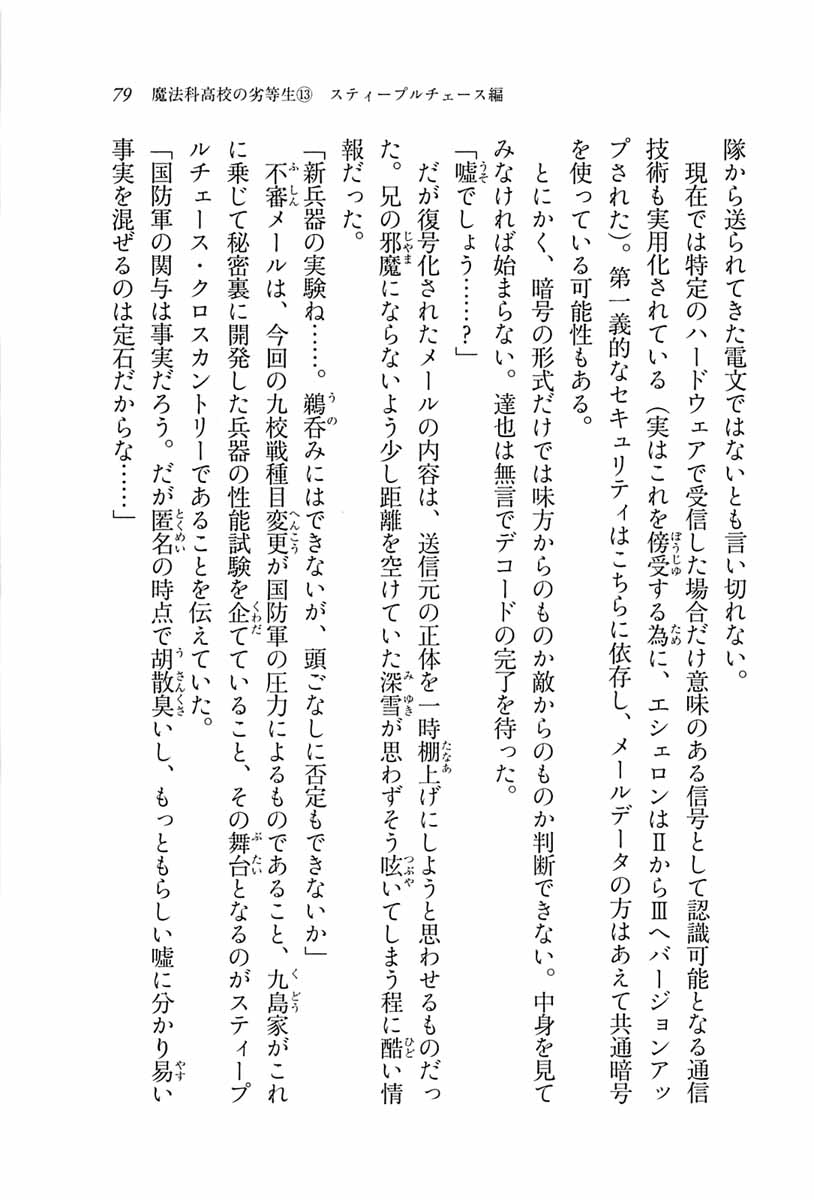 79　魔法科高校の劣等生⑬　スティープルチェース編
隊から送られてきた電文ではないとも言い切れない。
　現在では特定のハードウェアで受信した場合だけ意味のある信号として認識可能となる通信
技術も実用化されている（実はこれを傍受する為に、エシェロンはⅡからⅢへバージョンアッ
プされた）。第一義的なセキュリティはこちらに依存し、メールデータの方はあえて共通暗号
を使っている可能性もある。
　とにかく、暗号の形式だけでは味方からのものか敵からのものか判断できない。中身を見て
みなければ始まらない。達也は無言でデコードの完了を待った。
「嘘でしょう……？」
　だが復号化されたメールの内容は、送信元の正体を一時棚上げにしようと思わせるものだっ
た。兄の邪魔にならないよう少し距離を空けていた深雪が思わずそう呟いてしまう程に酷い情
報だった。
「新兵器の実験ね……。鵜呑みにはできないが、頭ごなしに否定もできないか」
　不審メールは、今回の九校戦種目変更が国防軍の圧力によるものであること、九島家がこれ
に乗じて秘密裏に開発した兵器の性能試験を企てていること、その舞台となるのがスティープ
ルチェース・クロスカントリーであることを伝えていた。
「国防軍の関与は事実だろう。だが匿名の時点で胡散臭いし、もっともらしい嘘に分かり易い
事実を混ぜるのは定石だからな……」